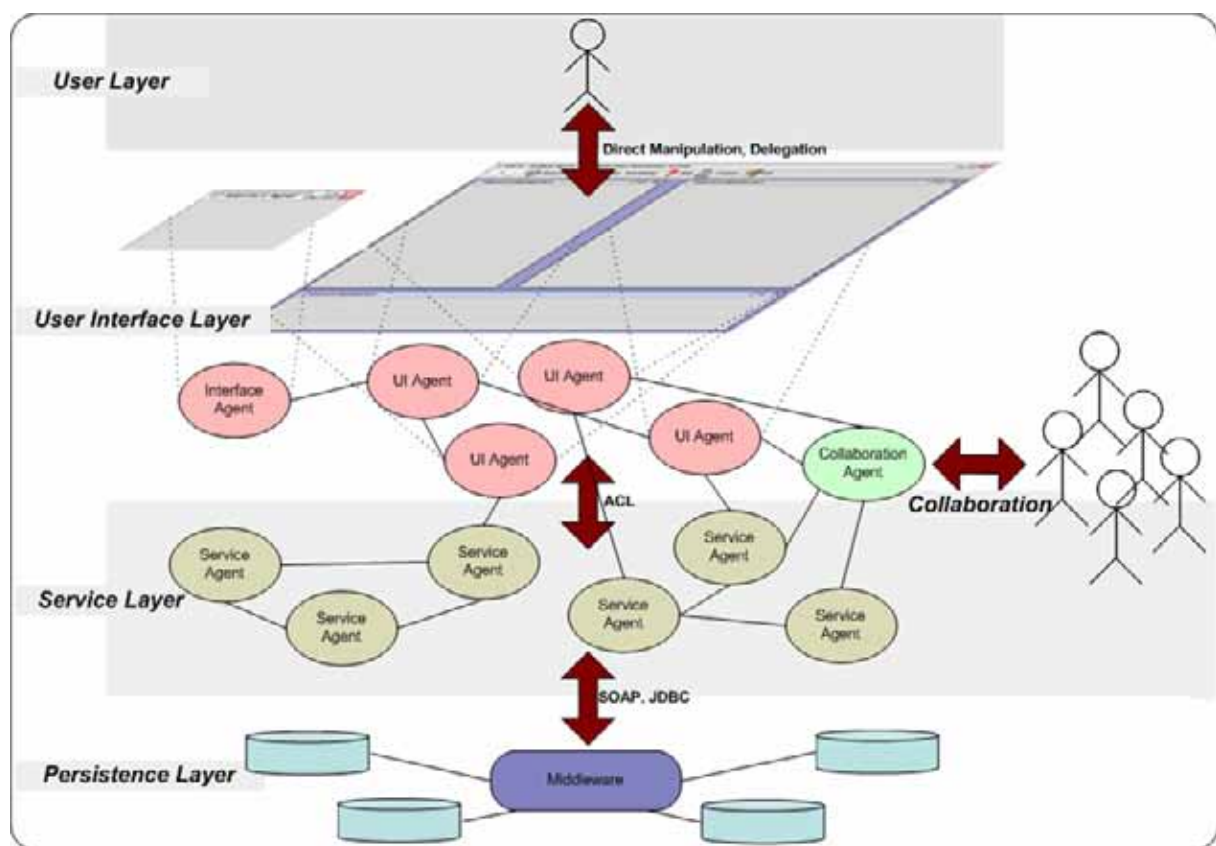 User Layer
Direct Manipulation, Delegation
User Interface Layer
Interface
Agent
UI Agent
UI Agent
UI Agent
UI Agent
Collaboration
Agent
Collaboration
ACL
Service
Agent
Service
Agent
Service
Agent
Service Layer
Service
Agent
Service
Agent
Service
Agent
SOAP, JDBC
Persistence Layer
Middleware